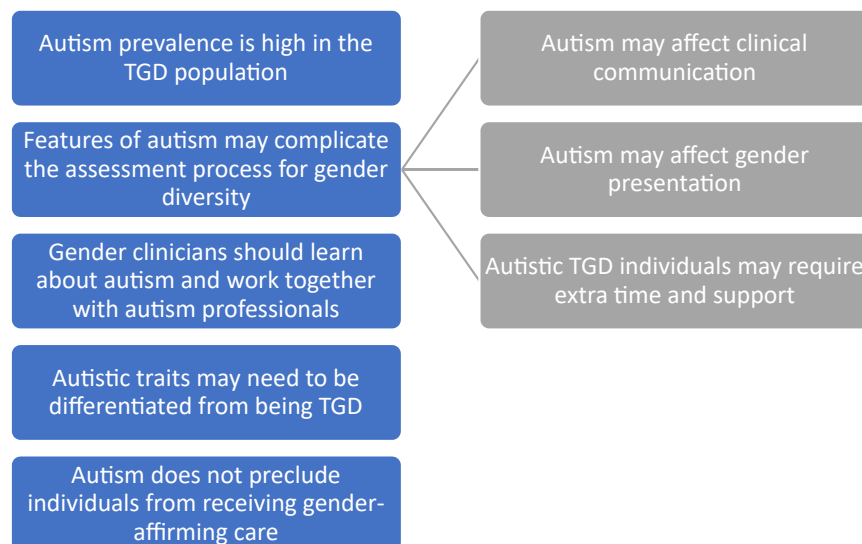 Autism prevalence is high in the
TGD population
Features of autism may complicate
the assessment process for gender
diversity
Gender clinicians should learn
about autism and work together
with autism professionals
Autistic traits may need to be
differentiated from being TGD
Autism does not preclude
individuals from receiving gender-
affirming care
Autism may affect clinical
communication
Autism may affect gender
presentation
Autistic TGD individuals may require
extra time and support